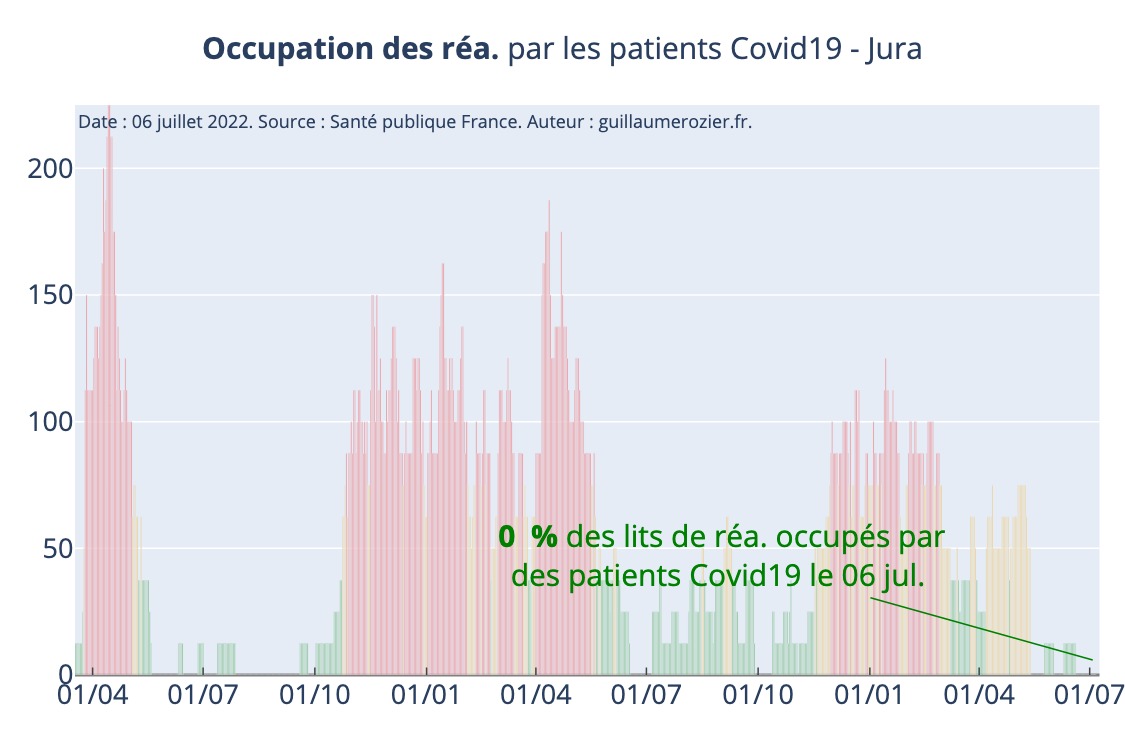 Occupation des réa. par les patients Covid19 - Jura
Date : 06 juillet 2022. Source : Santé publique France. Auteur : guillaumerozier.fr.
200
150
100
50
0
0 % des lits de réa. occupés par
des patients Covid19 le 06 jul.
01/04 01/07 01/10 01/01 01/04 01/07 01/10 01/01 01/04 01/07